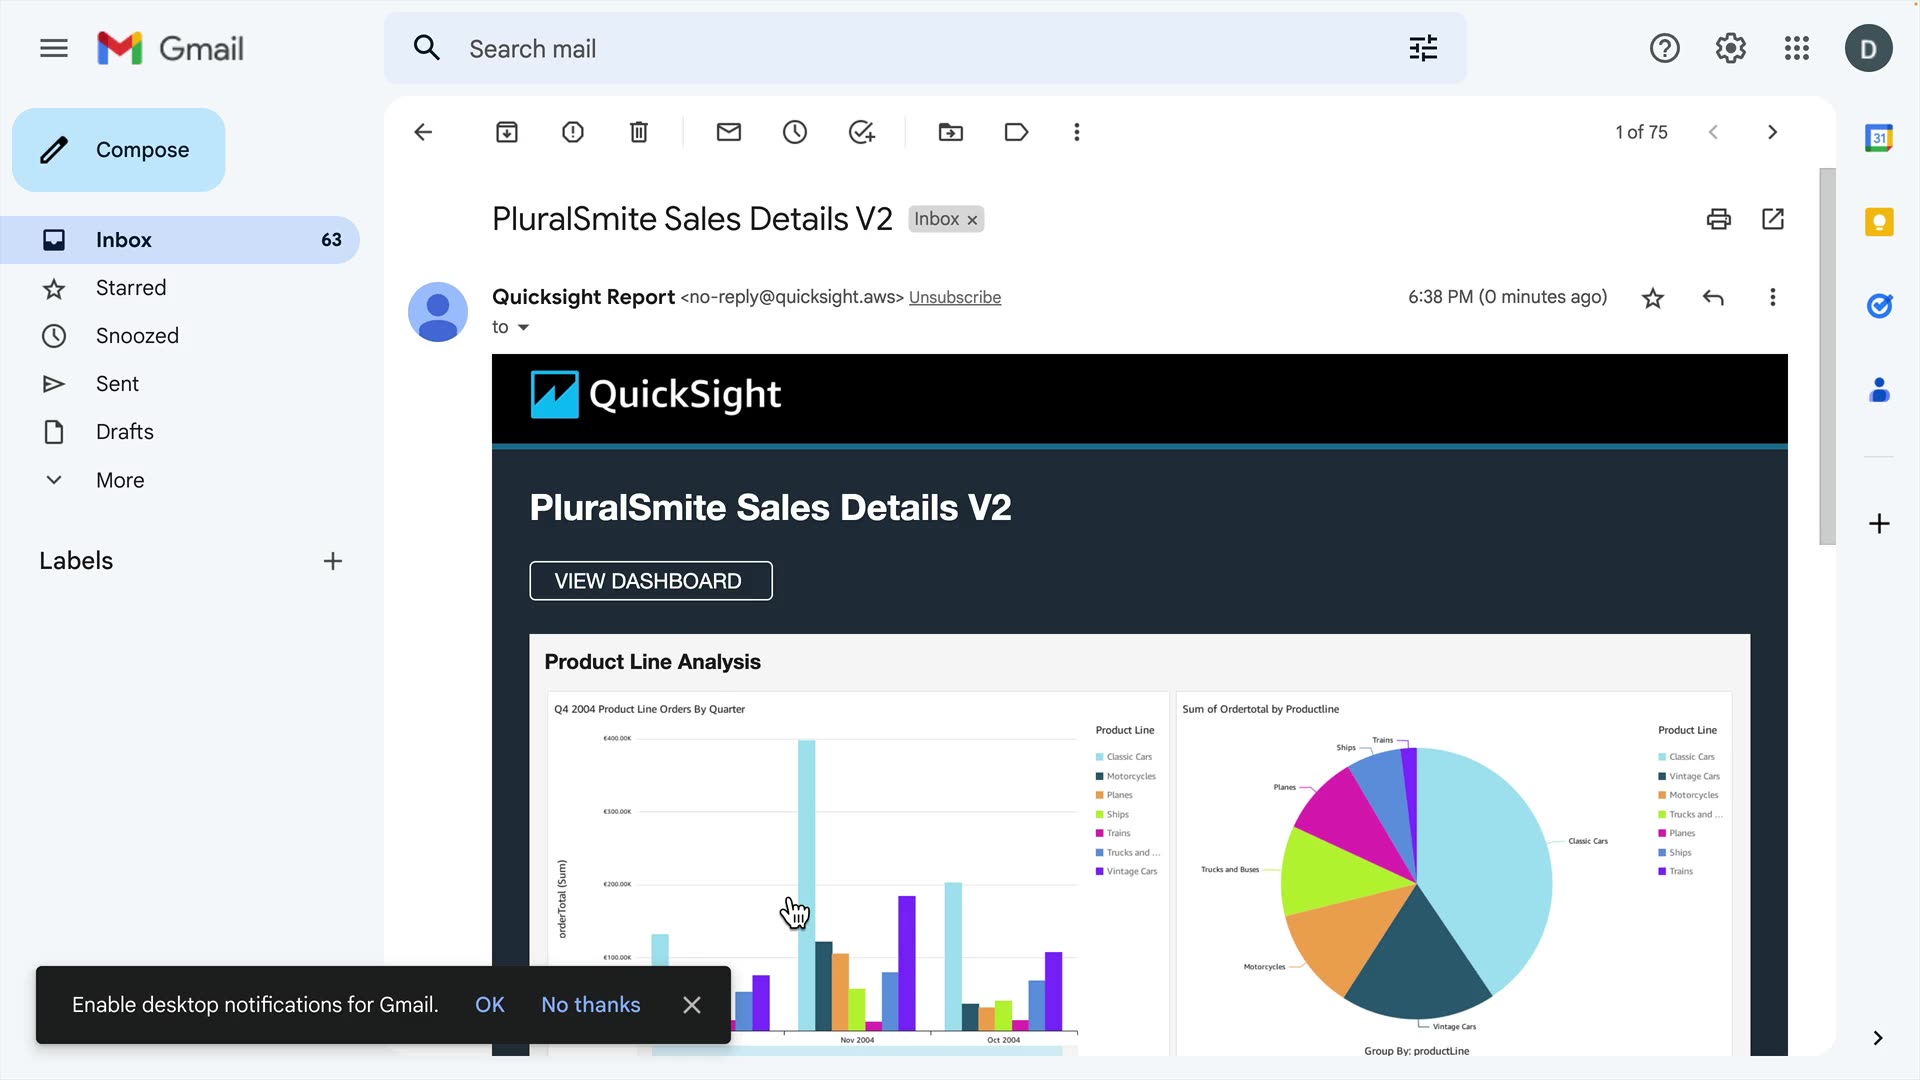 Gmail
Search mail
D
Compose
1 of 75
31
PluralSmite Sales Details V2
Inbox ×
Inbox 63
Starred
Quicksight Report <no-reply@quicksight.aws> Unsubscribe
6:38 PM (0 minutes ago)
to
Snoozed
Sent
QuickSight
Drafts
More
PluralSmite Sales Details V2
Labels
VIEW DASHBOARD
Product Line Analysis
Q4 2004 Product Line Orders By Quarter
€400.00K
€300.00K
€200.00K
€100.00K
orderTotal (Sum)
Nov 2004
Oct 2004
Product Line
Classic Cars
Motorcycles
Planes
Ships
Trains
Trucks and ...
Vintage Cars
Sum of Ordertotal by Productline
Trains
Ships
Planes
Classic Cars
Trucks and Buses
Motorcycles
Vintage Cars
Group By: productLine
Product Line
Classic Cars
Vintage Cars
Motorcycles
Trucks and ...
Planes
Ships
Trains
Enable desktop notifications for Gmail. OK No thanks